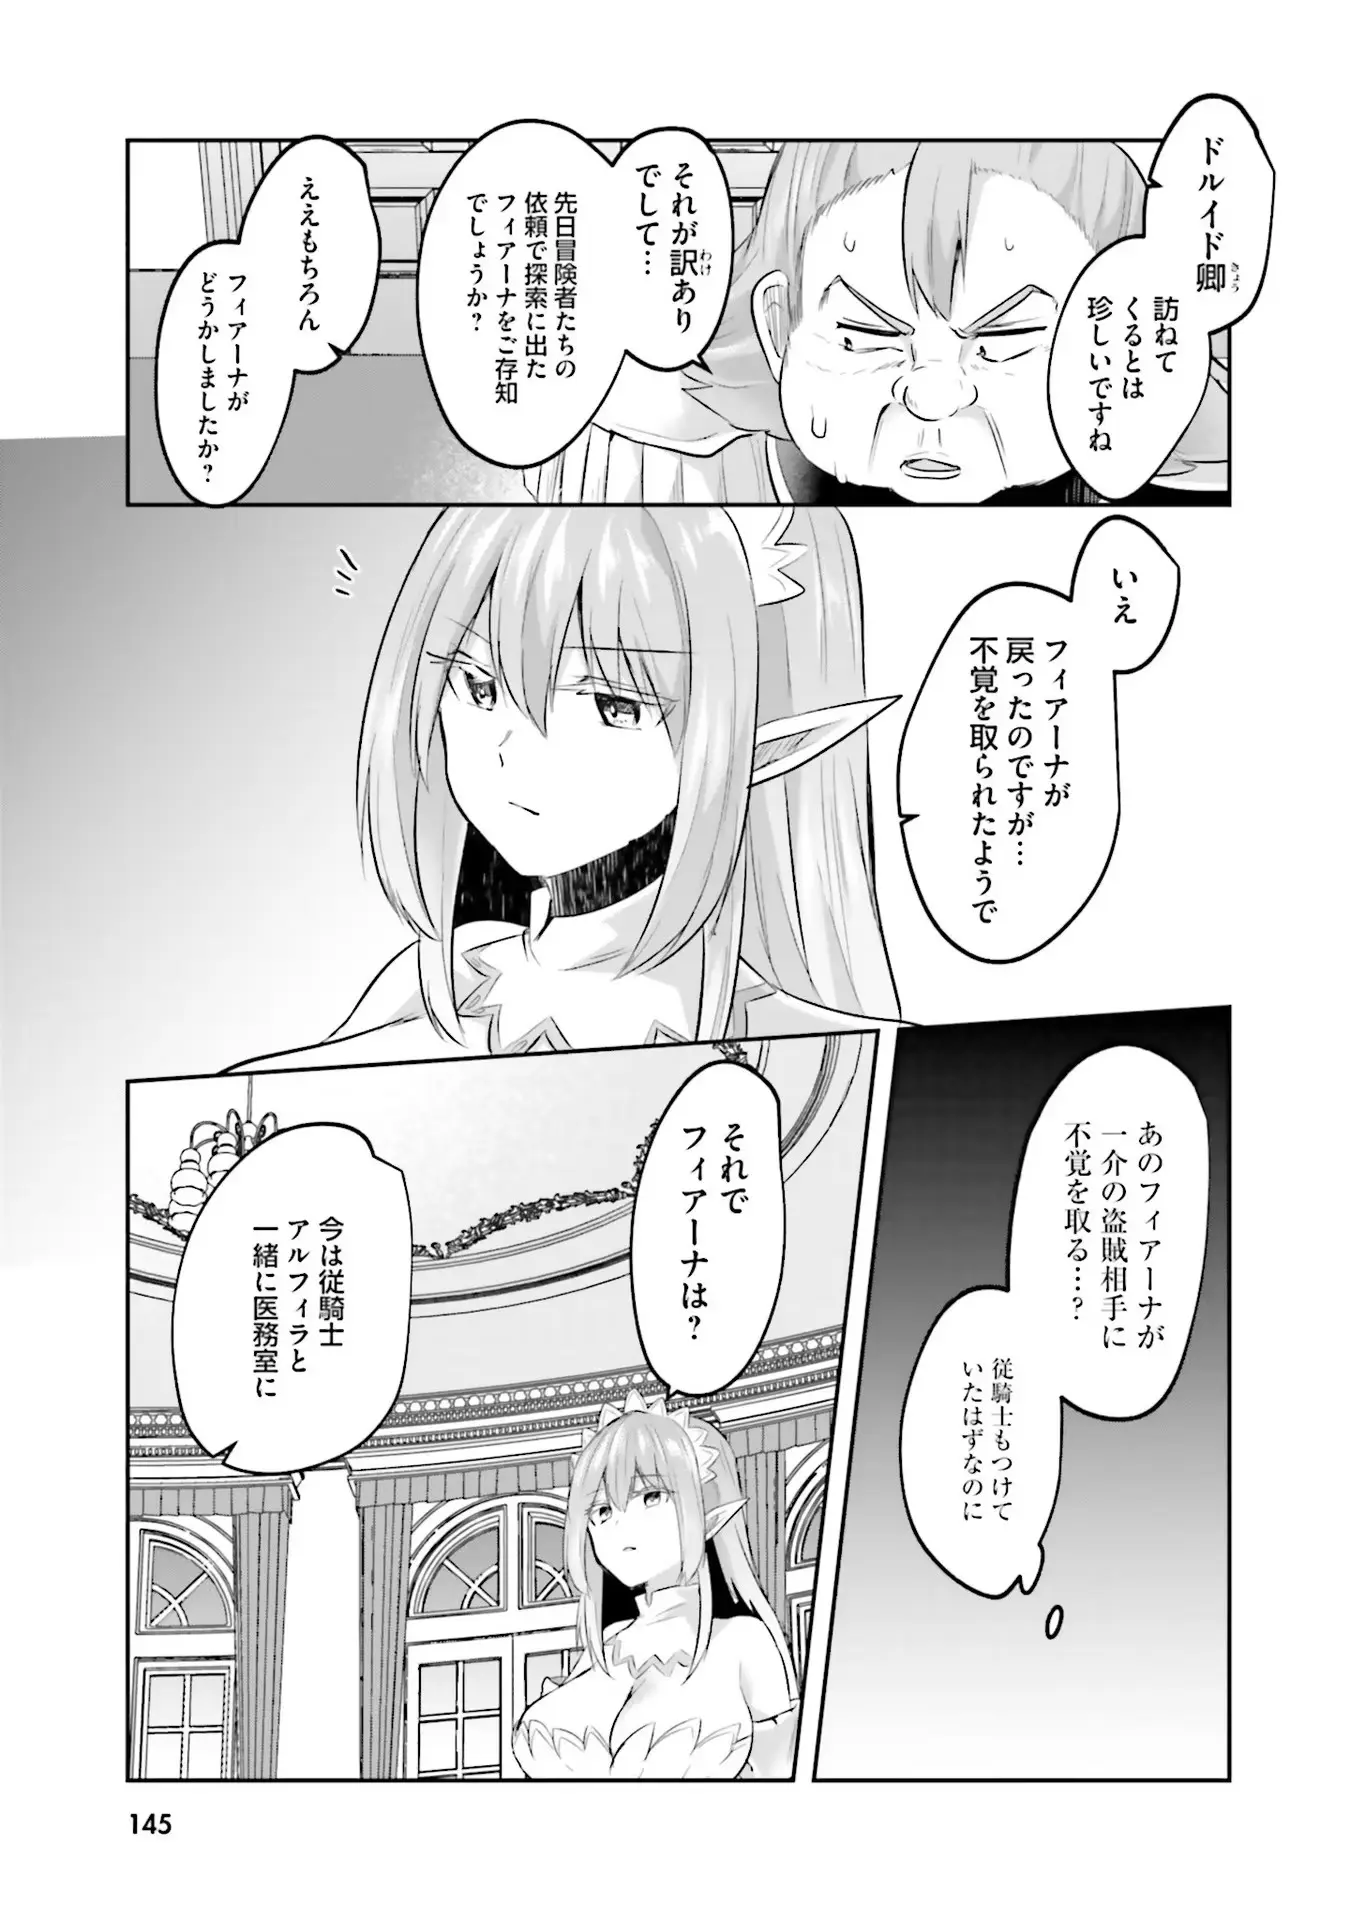 ドルイド卿
きょう
訪ねて
くるとは
珍しいですね
それが訳あり
わけ
でして…
先日冒険者たちの
依頼で探索に出た
フィアーナをご存知
でしょうか？
ええもちろん
フィアーナが
どうかしましたか？
いえ
フィアーナが
戻ったのですが…
不覚を取られたようで
あのフィアーナが
一介の盗賊相手に
不覚を取る…？
従騎士もつけて
いたはずなのに
それで
フィアーナは？
今は従騎士
アルフィラと
一緒に医務室に
145